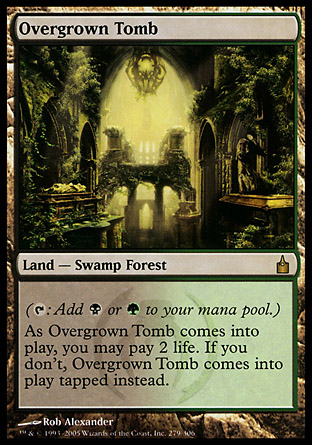 Overgrown Tomb
Land — Swamp Forest
( : Add or to your mana pool.)
As Overgrown Tomb comes into
play, you may pay 2 life. If you
don't, Overgrown Tomb comes into
play tapped instead.
Rob Alexander
™ & © 1993-2005 Wizards of the Coast, Inc. 279/306